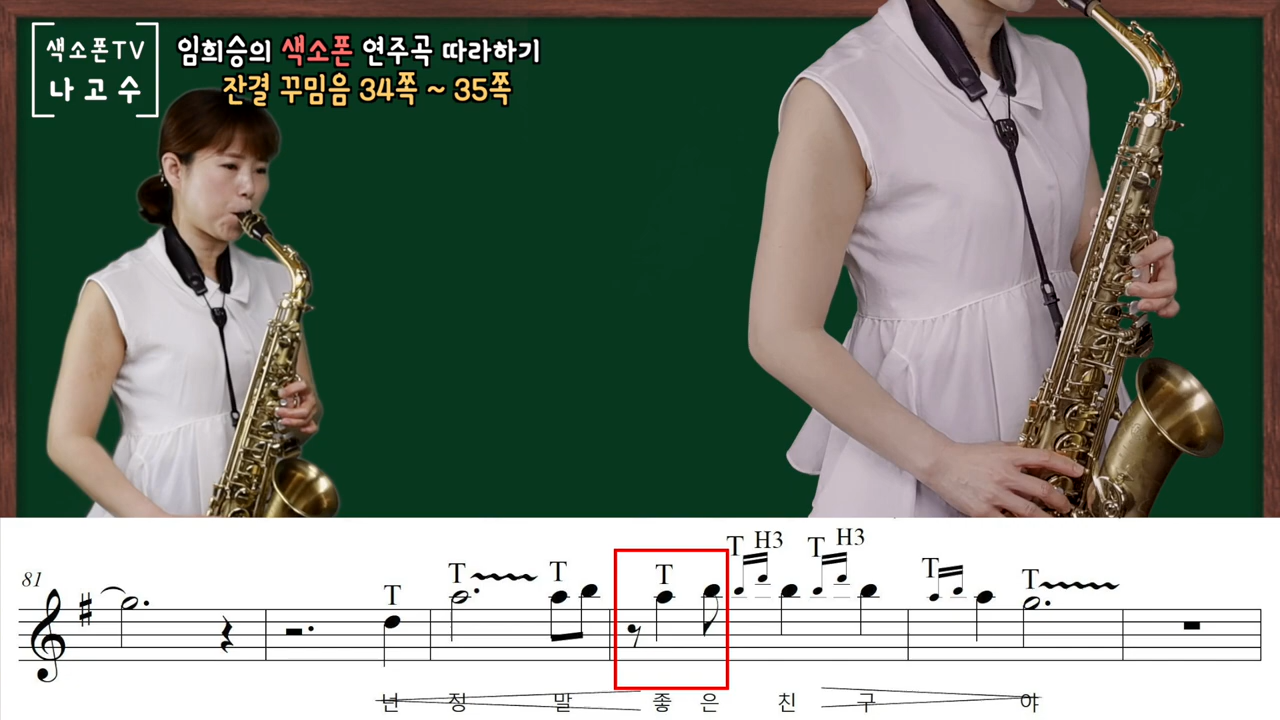 색소폰TV
나고수
임희승의 색소폰 연주곡 따라하기
잔결 꾸밈음 34쪽 ~ 35쪽
T H3 T H3
81 T T T T T T
넌 정 말 좋 은 친 구 야